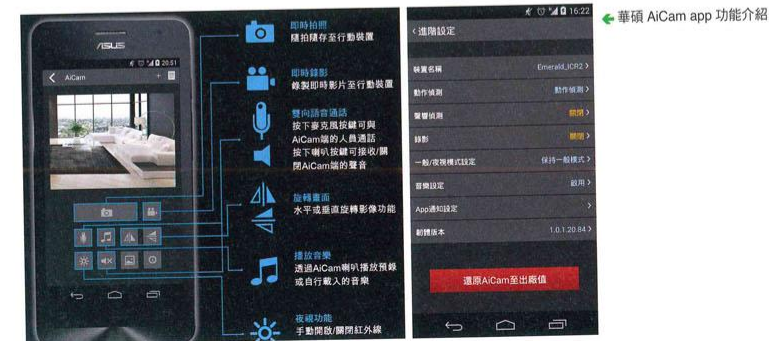 ASUS
20:51
AiCam
即時拍照
隨拍隨存至行動裝置
即時錄影
錄製即時影片至行動裝置
雙向語音通話
按下麥克風按鍵可與
AiCam端的人員通話
按下喇叭按鍵可接收/關
閉AiCam端的聲音
旋轉畫面
水平或垂直旋轉影像功能
播放音樂
透過AiCam喇叭播放預錄
或自行載入的音樂
夜視功能
手動開啟/關閉紅外線
16:22
進階設定
裝置名稱 Emerald_ICR2
動作偵測 動作偵測
聲響偵測 關閉
錄影 關閉
一般/夜視模式設定 保持一般模式
音樂設定 啟用
App通知設定
韌體版本 1.0.1.20.84
還原AiCam至出廠值
華碩 AiCam app 功能介紹